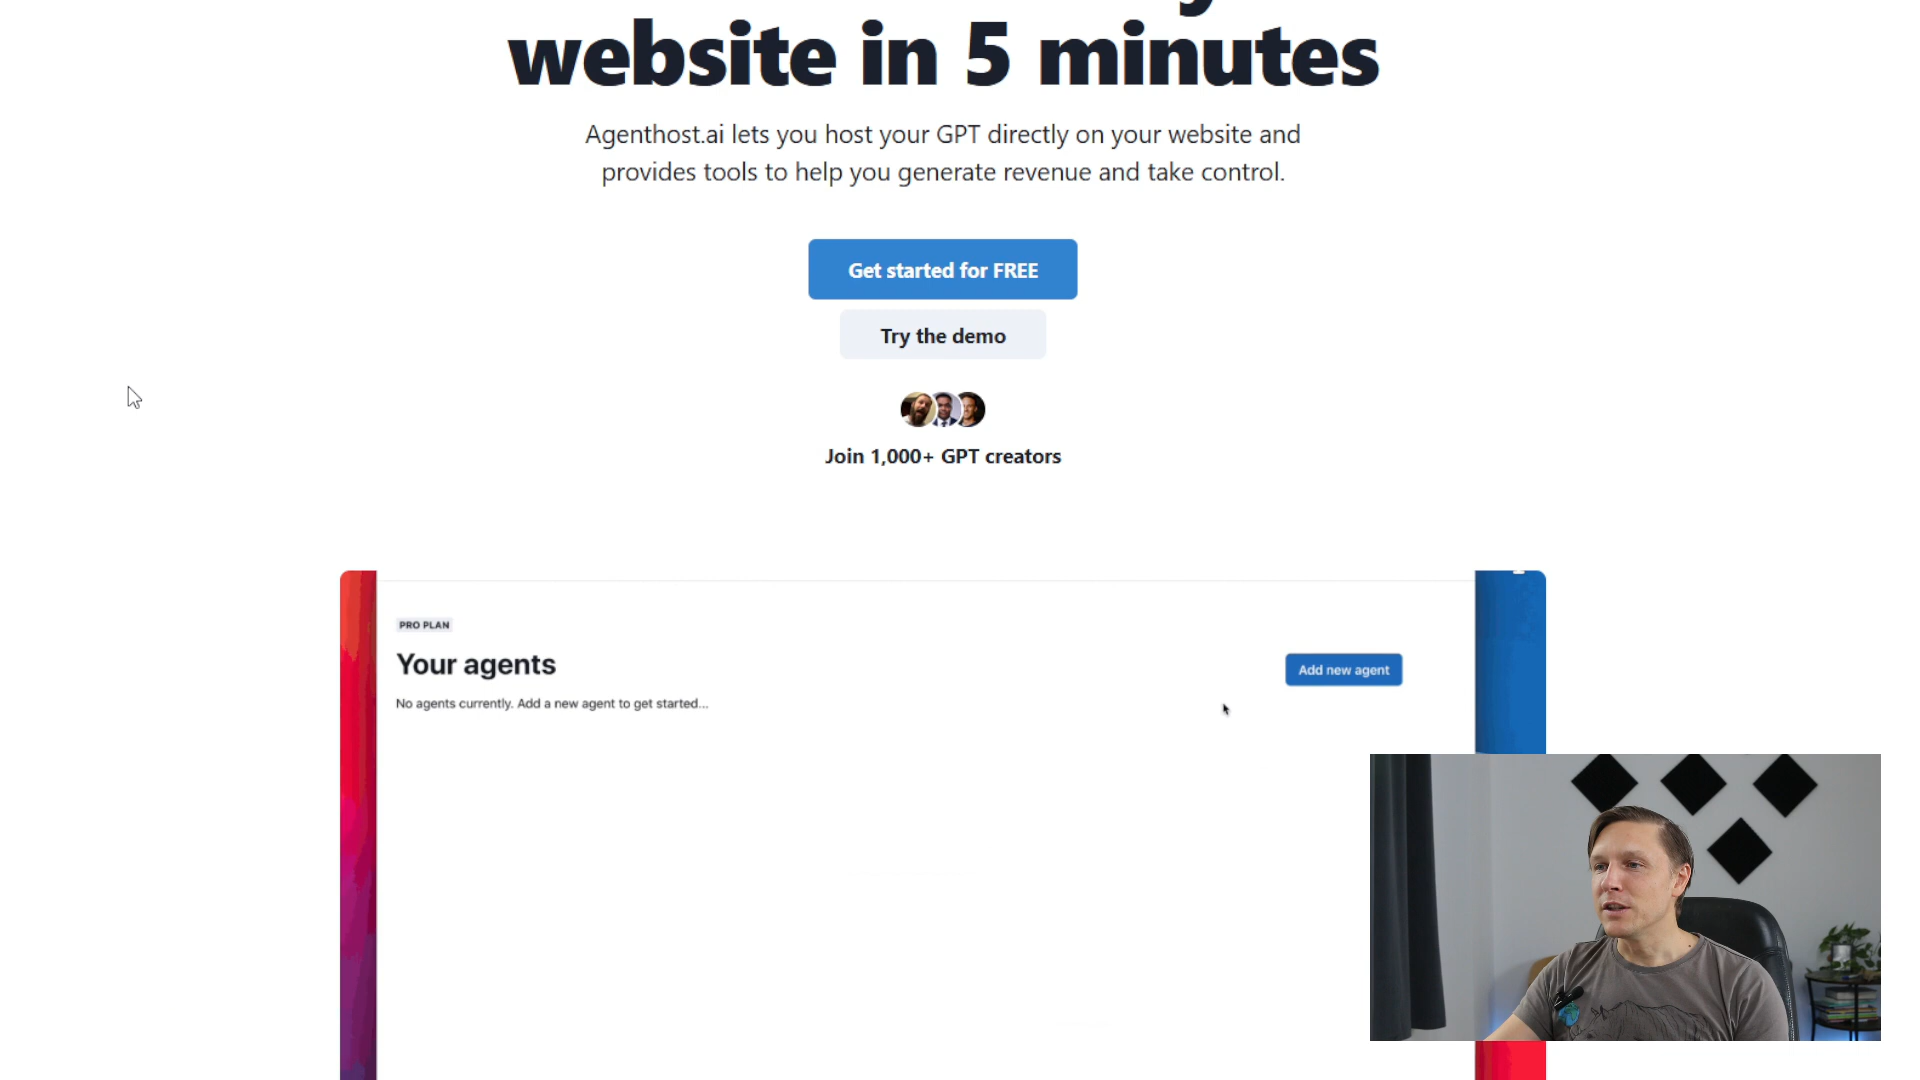 website in 5 minutes
Agenthost.ai lets you host your GPT directly on your website and
provides tools to help you generate revenue and take control.
Get started for FREE
Try the demo
Join 1,000+ GPT creators
PRO PLAN
Your agents
Add new agent
No agents currently. Add a new agent to get started...